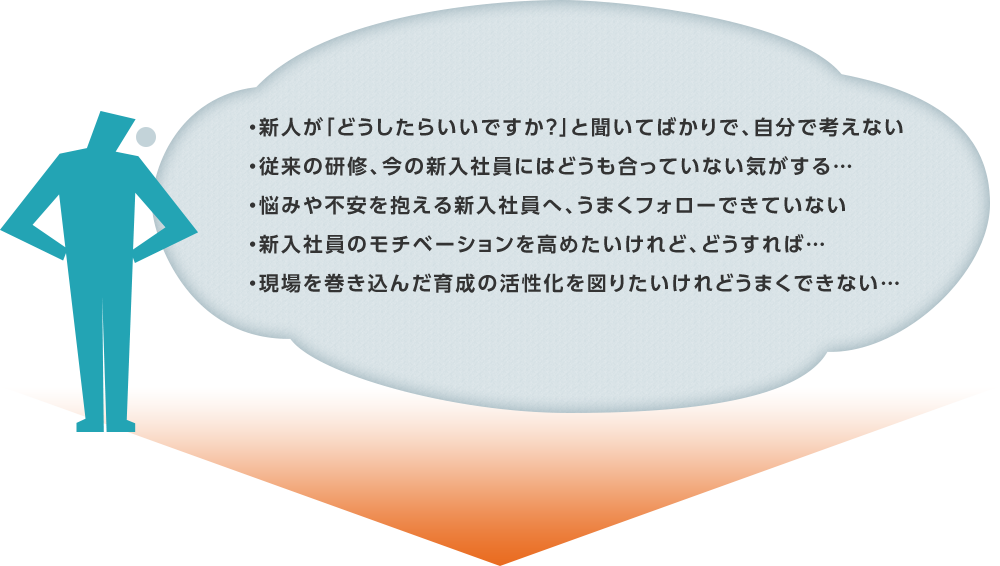 ・新人が「どうしたらいいですか?」と聞いてばかりで、自分で考えない
・従来の研修、今の新入社員にはどうも合っていない気がする…
・悩みや不安を抱える新入社員へ、うまくフォローできていない
・新入社員のモチベーションを高めたいけれど、どうすれば…
・現場を巻き込んだ育成の活性化を図りたいけれどうまくできない…